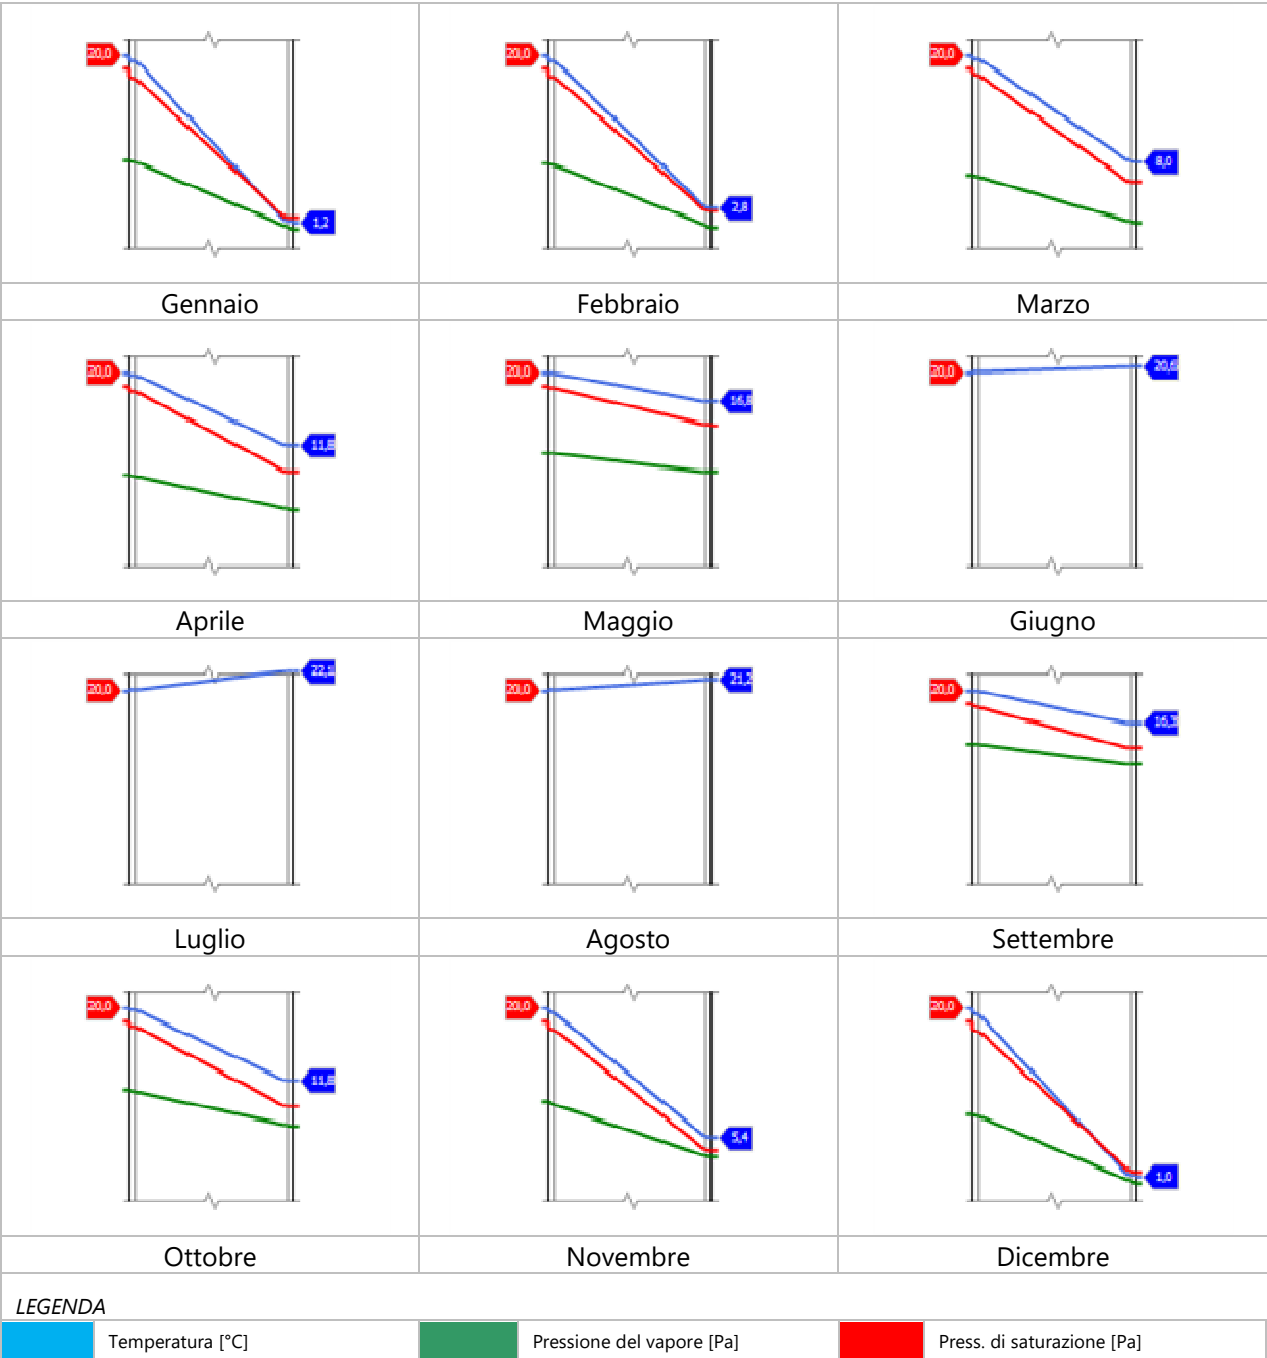 20,0
1,2
20,0
2,8
20,0
8,0
Gennaio
Febbraio
Marzo
20,0
11,8
20,0
16,8
20,0
20,6
Aprile
Maggio
Giugno
20,0
20,0
21,2
20,0
16,3
Luglio
Agosto
Settembre
20,0
11,8
20,0
5,4
20,0
1,0
Ottobre
Novembre
Dicembre
LEGENDA
Temperatura [°C]
Pressione del vapore [Pa]
Press. di saturazione [Pa]